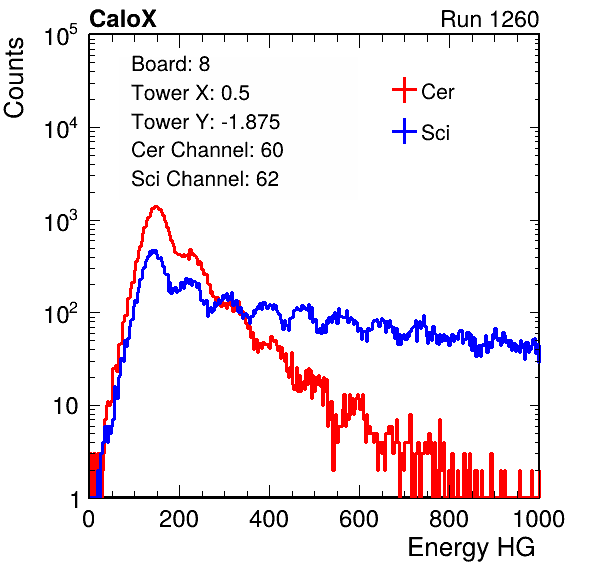 CaloX Run 1260
Counts
Board: 8
Tower X: 0.5
Tower Y: -1.875
Cer Channel: 60
Sci Channel: 62
Cer
Sci
10^5
10^4
10^3
10^2
10
1
0 200 400 600 800 1000
Energy HG